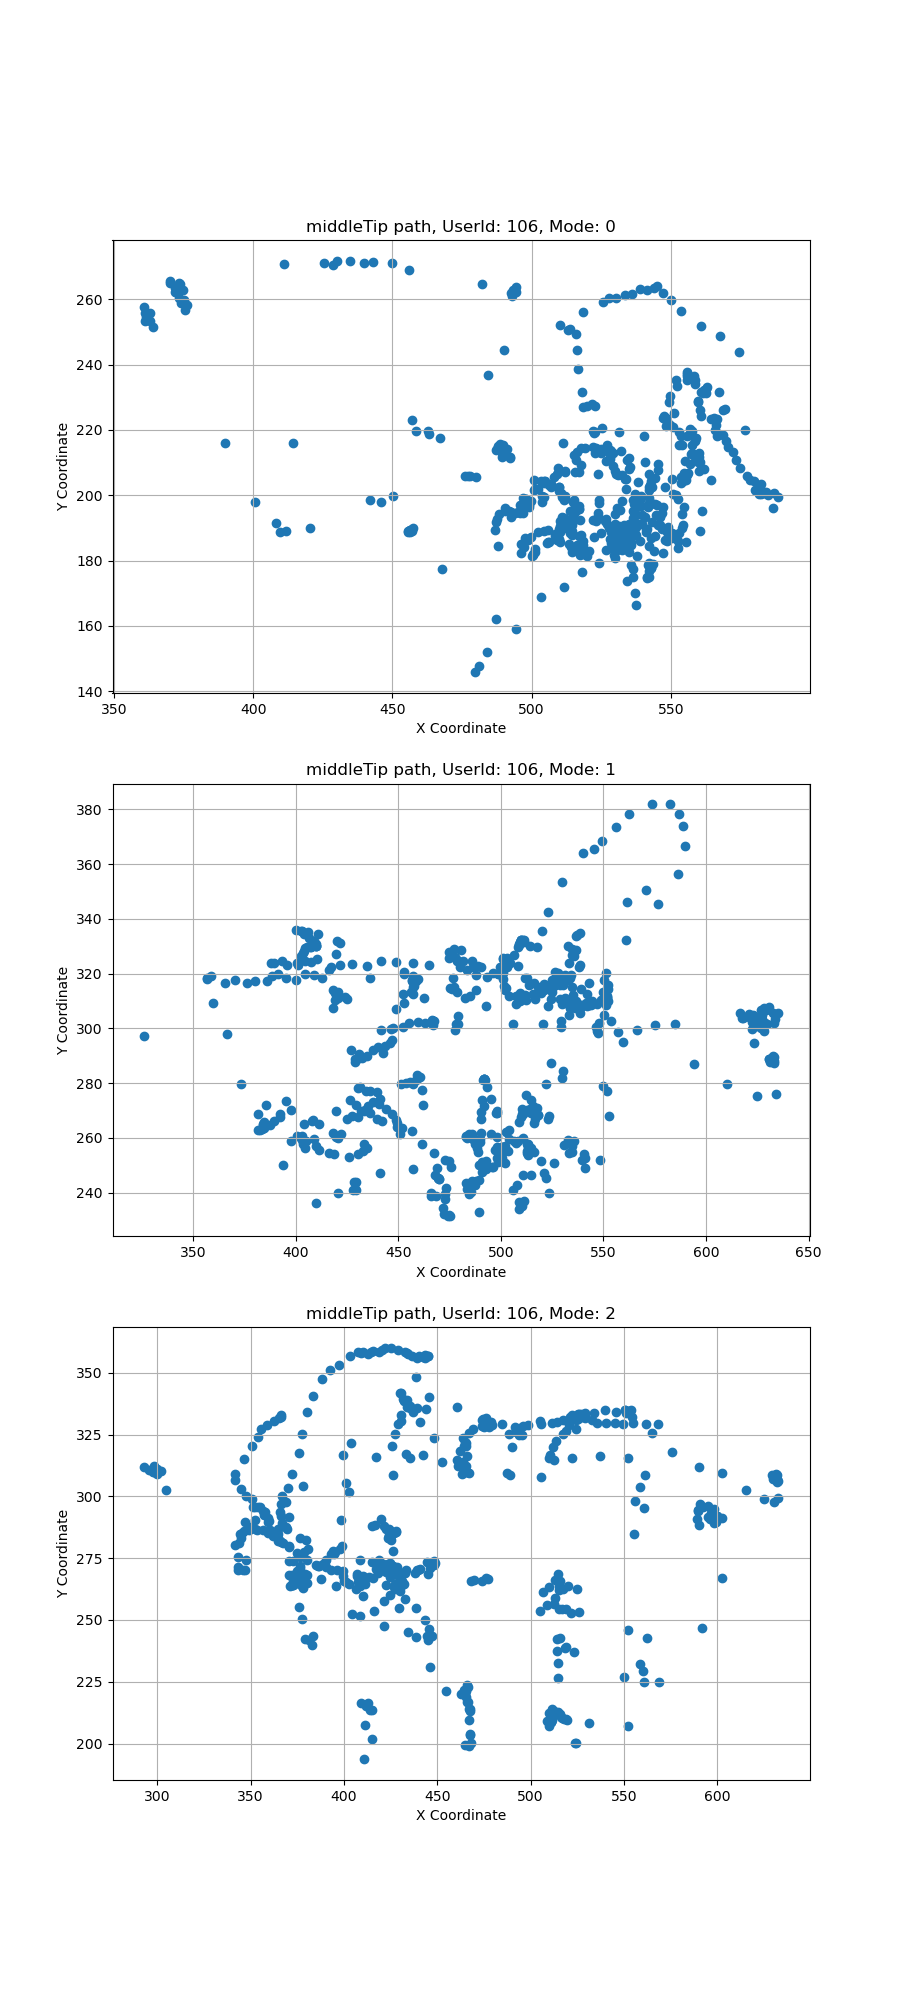 middleTip path, UserId: 106, Mode: 0
260
240
220
200
180
160
140
Y Coordinate
350 400 450 500 550
X Coordinate
middleTip path, UserId: 106, Mode: 1
380
360
340
320
300
280
260
240
Y Coordinate
350 400 450 500 550 600 650
X Coordinate
middleTip path, UserId: 106, Mode: 2
350
325
300
275
250
225
200
Y Coordinate
300 350 400 450 500 550 600
X Coordinate